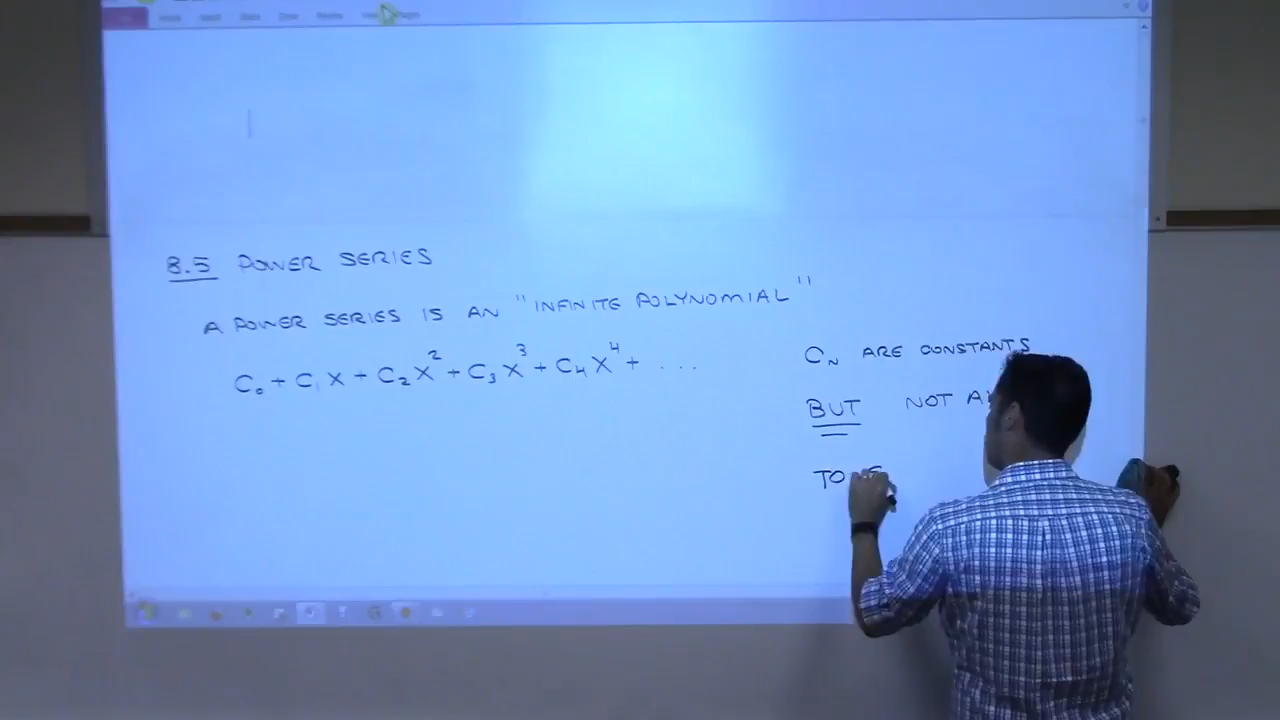 8.5 POWER SERIES
A POWER SERIES IS AN "INFINITE POLYNOMIAL"
C₀ + C₁X + C₂X² + C₃X³ + C₄X⁴ + ...
Cₙ ARE CONSTANTS
BUT NOT
TO